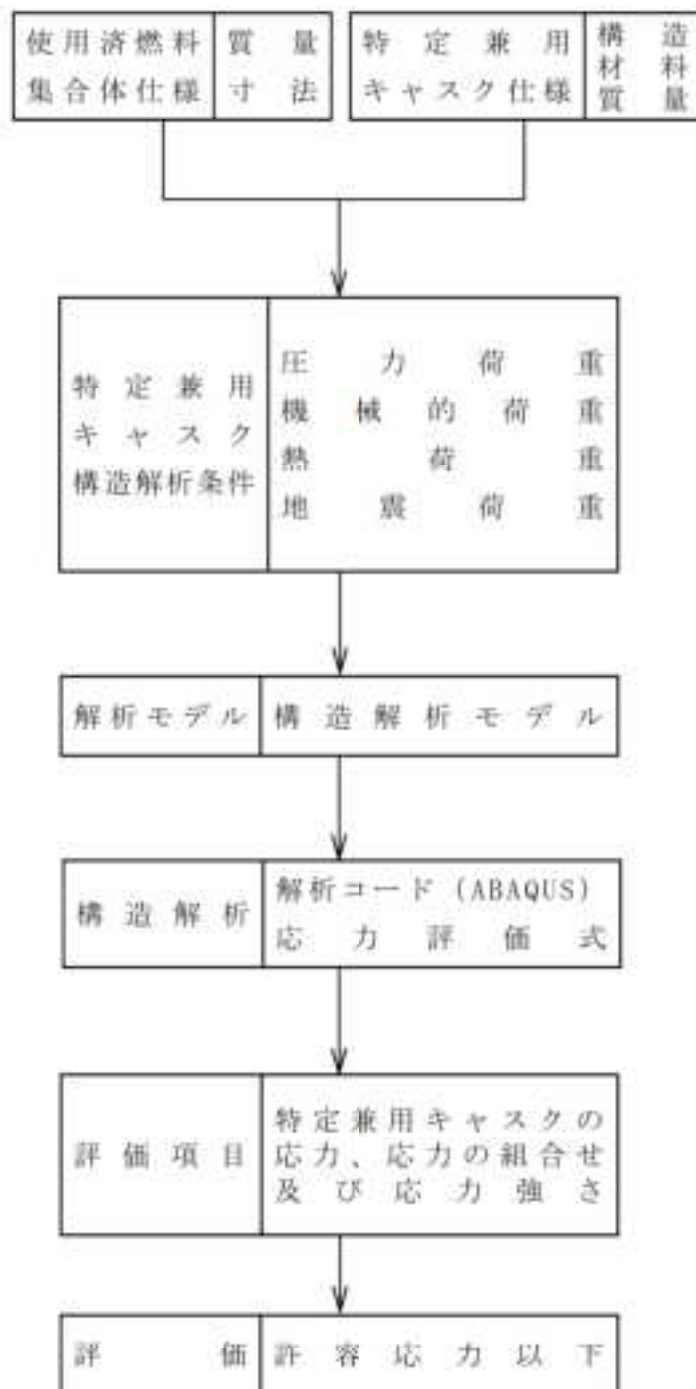 使用済燃料
集合体仕様
質量
寸法
特定兼用
キャスク仕様
構造
材料
質量
特定兼用
キャスク
構造解析条件
圧力荷重
機械的荷重
熱荷重
地震荷重
解析モデル
構造解析モデル
構造解析
解析コード(ABAQUS)
応力評価式
評価項目
特定兼用キャスクの
応力、応力の組合せ
及び応力強さ
評価
許容応力以下